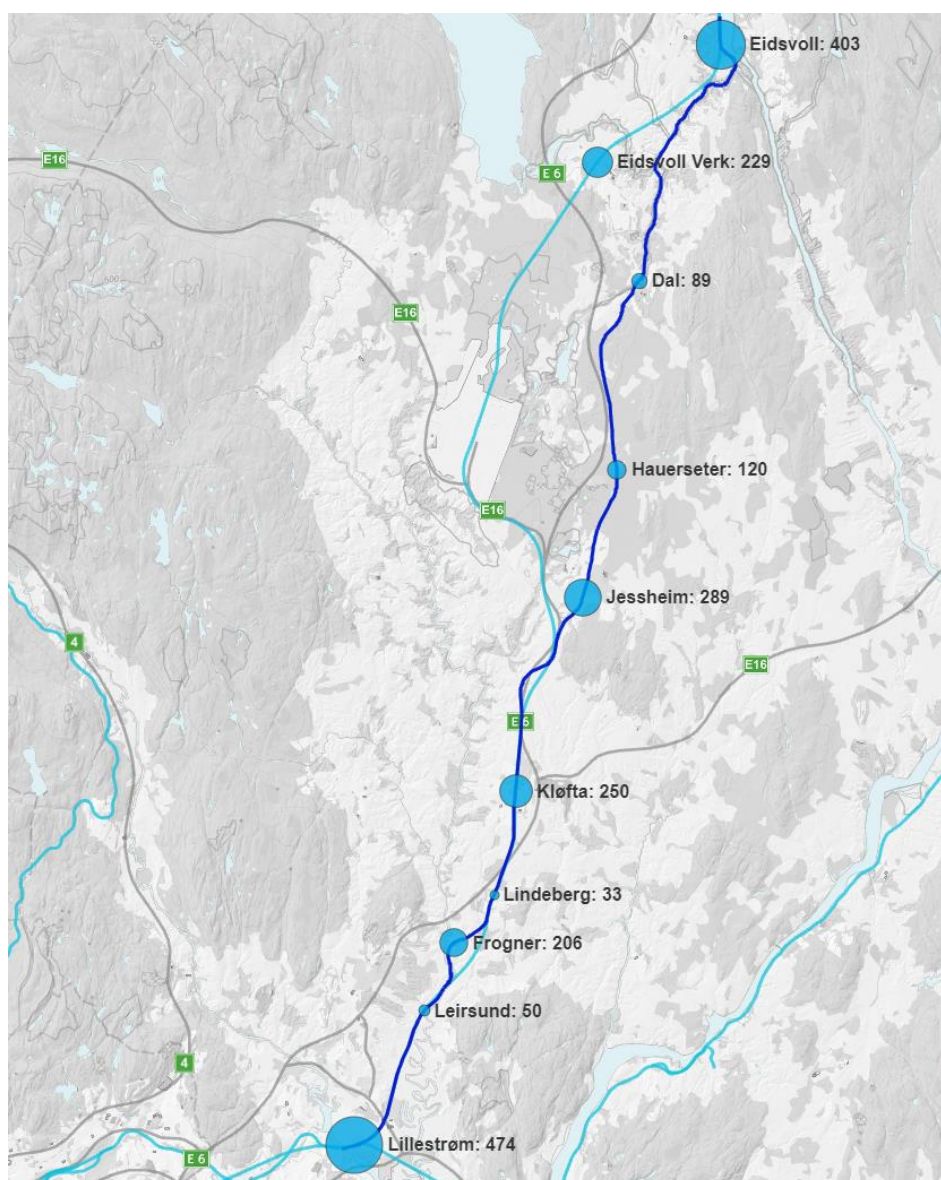 Eidsvoll: 403
E16
Eidsvoll Verk: 229
E 6
Dal: 89
E16
Hauerseter: 120
E16
Jessheim: 289
4
E16
E 6
Kløfta: 250
Lindeberg: 33
Frogner: 206
Leirsund: 50
4
Lillestrøm: 474
E 6